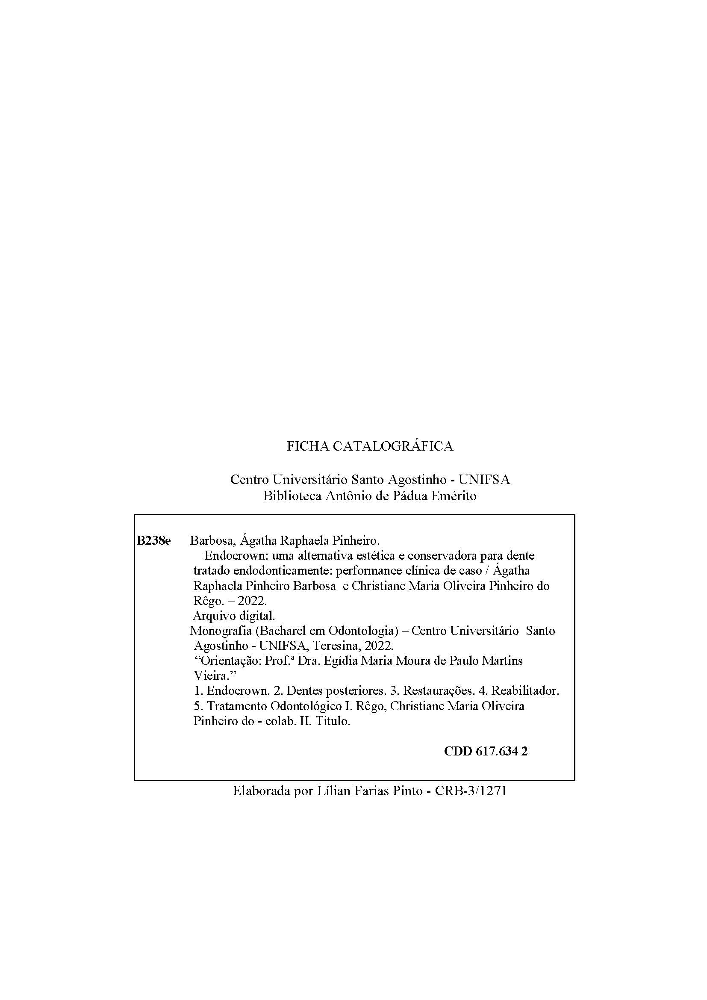 FICHA CATALOGRÁFICA
Centro Universitário Santo Agostinho - UNIFSA
Biblioteca Antônio de Pádua Emérito
B238e Barbosa, Ágatha Raphaela Pinheiro.
Endocrown: uma alternativa estética e conservadora para dente
tratado endodonticamente: performance clínica de caso / Ágatha
Raphaela Pinheiro Barbosa e Christiane Maria Oliveira Pinheiro do
Rêgo. – 2022.
Arquivo digital.
Monografia (Bacharel em Odontologia) – Centro Universitário Santo
Agostinho - UNIFSA, Teresina, 2022.
“Orientação: Prof.ª Dra. Egídia Maria Moura de Paulo Martins
Vieira.”
1. Endocrown. 2. Dentes posteriores. 3. Restaurações. 4. Reabilitador.
5. Tratamento Odontológico I. Rêgo, Christiane Maria Oliveira
Pinheiro do - colab. II. Titulo.
CDD 617.634 2
Elaborada por Lílian Farias Pinto - CRB-3/1271